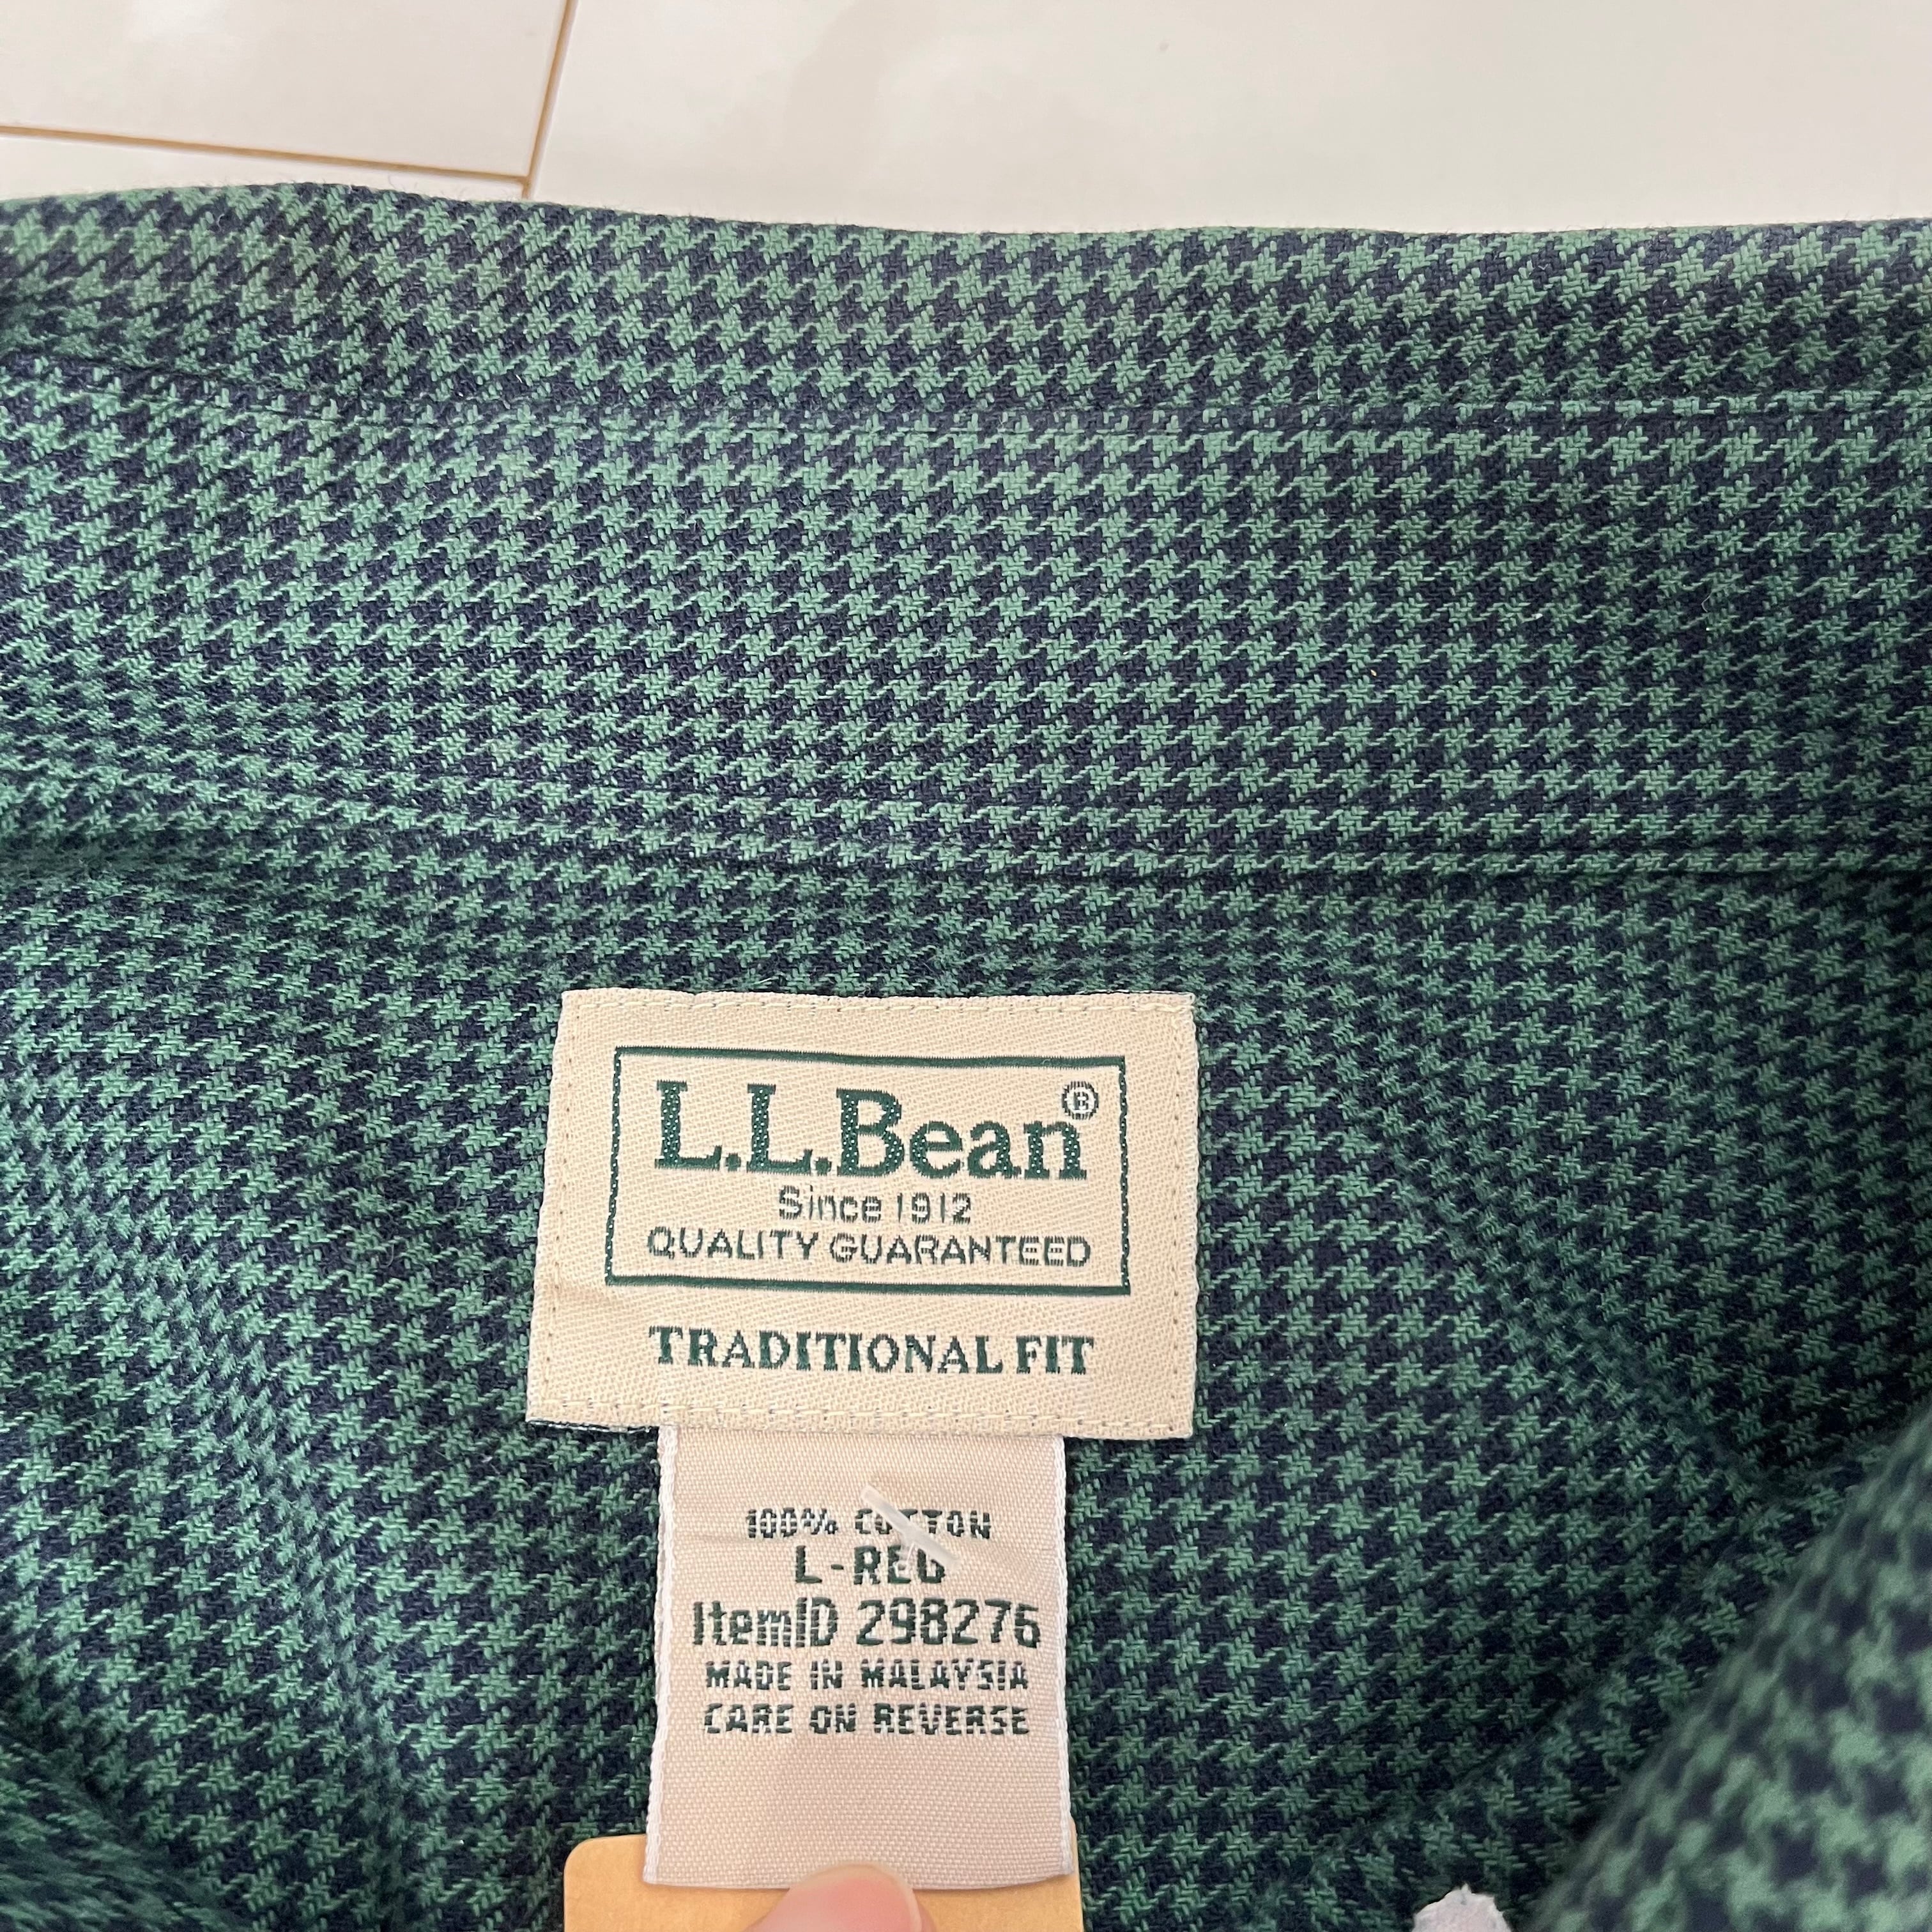 L.L.Bean®
Since 1912
QUALITY GUARANTEED
TRADITIONAL FIT
100% COTTON
L-REG
ItemID 298276
MADE IN MALAYSIA
CARE ON REVERSE